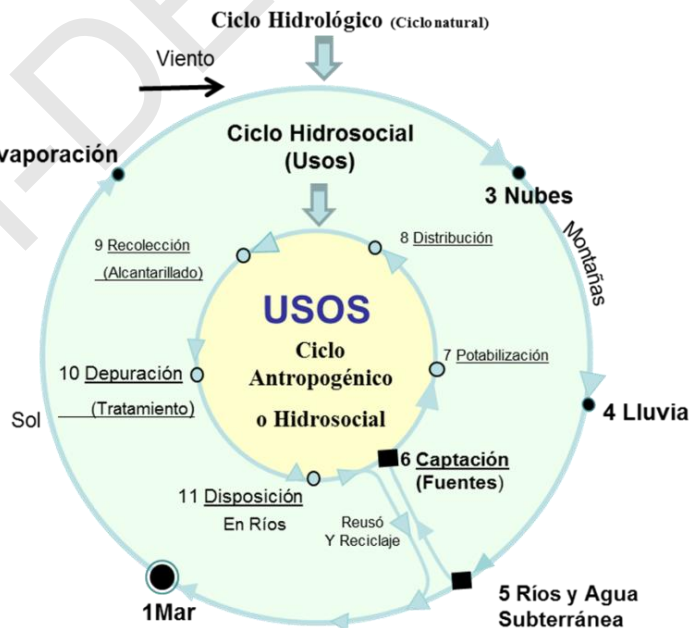 Ciclo Hidrológico (Ciclo natural)
Viento
Ciclo Hidrosocial
(Usos)
vaporación
3 Nubes
Montañas
9 Recolección
(Alcantarillado)
8 Distribución
USOS
Ciclo
Antropogénico
o Hidrosocial
7 Potabilización
10 Depuración
(Tratamiento)
Sol
4 Lluvia
6 Captación
(Fuentes)
11 Disposición
En Ríos
Reusó
Y Reciclaje
1Mar
5 Ríos y Agua
Subterránea